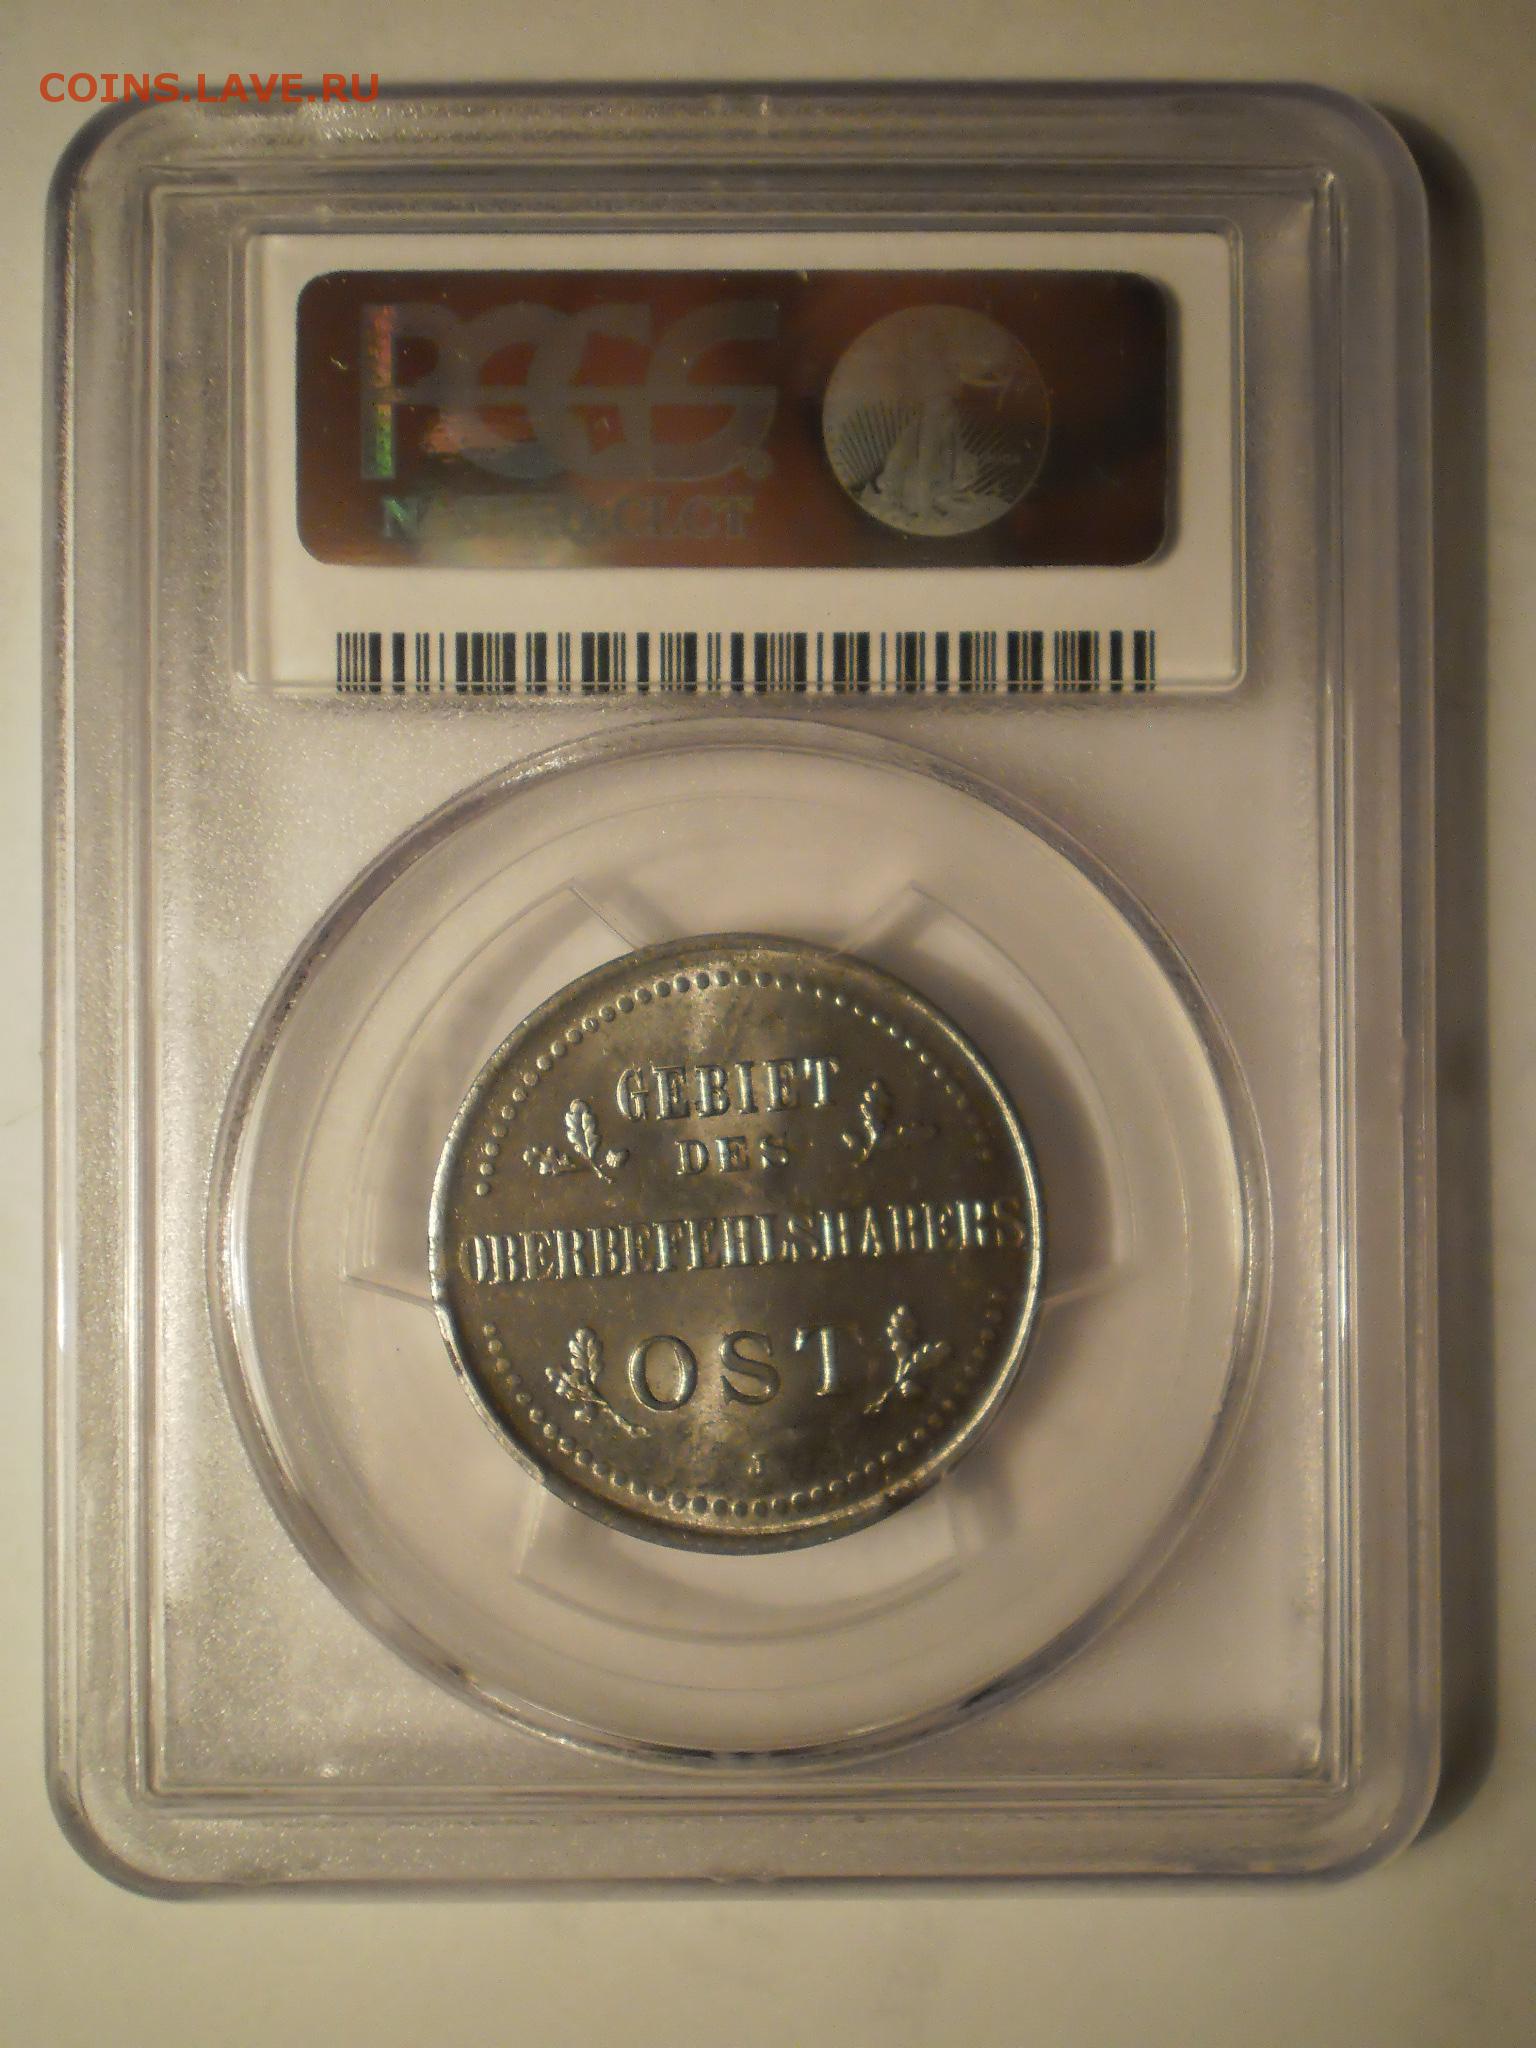 COINS.LAVE.RU
PCGS
GEBIET
DES
OBERBEFEHLSHABERS
OST
J